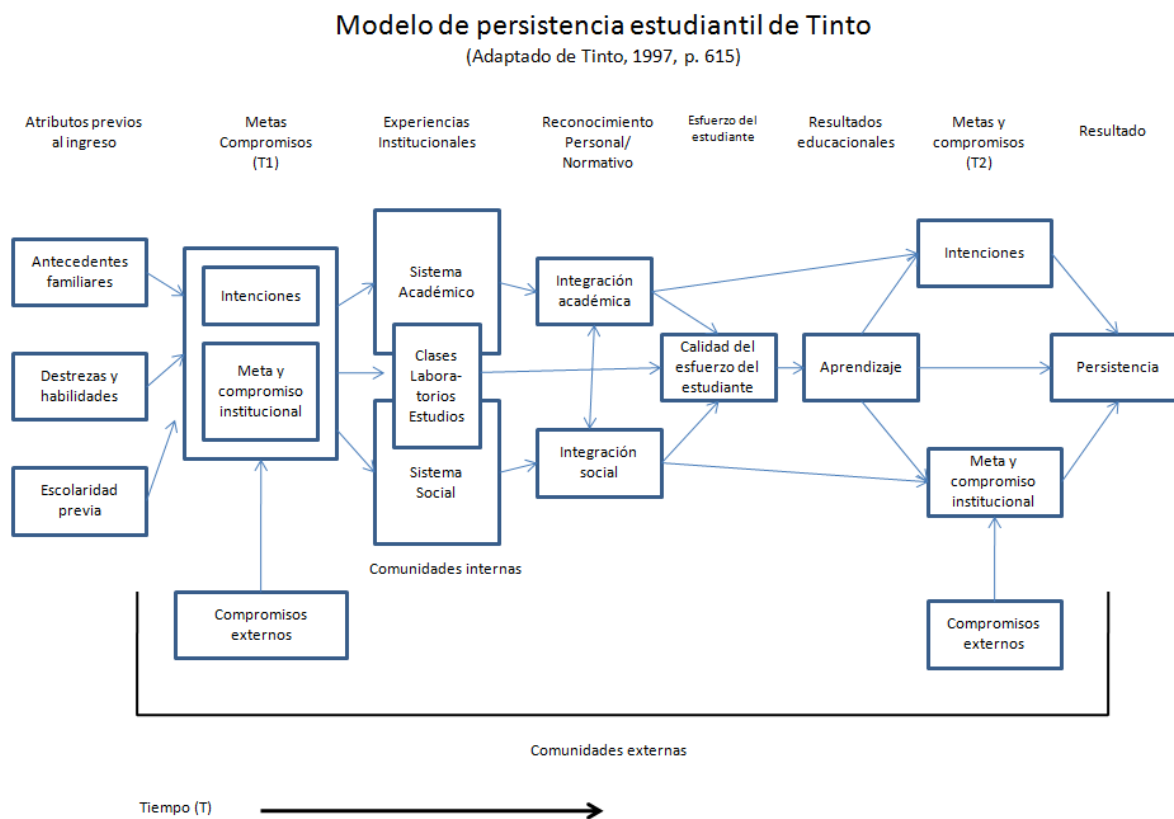 Modelo de persistencia estudiantil de Tinto
(Adaptado de Tinto, 1997, p. 615)
Atributos previos
al ingreso
Metas
Compromisos
(T1)
Experiencias
Institucionales
Reconocimiento
Personal/
Normativo
Esfuerzo del
estudiante
Resultados
educacionales
Metas y
compromisos
(T2)
Resultado
Antecedentes
familiares
Destrezas y
habilidades
Escolaridad
previa
Intenciones
Meta y
compromiso
institucional
Compromisos
externos
Sistema
Académico
Clases
Labora-
torios
Estudios
Sistema
Social
Comunidades internas
Integración
académica
Integración
social
Calidad del
esfuerzo del
estudiante
Aprendizaje
Intenciones
Meta y
compromiso
institucional
Compromisos
externos
Persistencia
Comunidades externas
Tiempo (T)